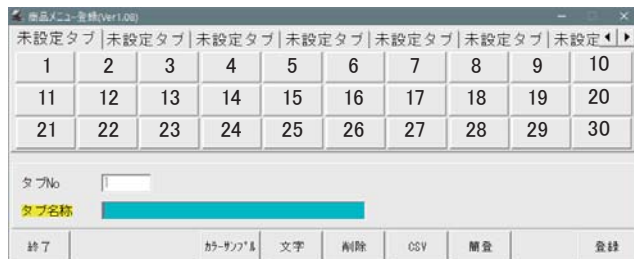 商品メニュー登録(Ver1.08)
未設定タブ 未設定タブ 未設定タブ 未設定タブ 未設定タブ 未設定タブ 未設定
1 2 3 4 5 6 7 8 9 10
11 12 13 14 15 16 17 18 19 20
21 22 23 24 25 26 27 28 29 30
タブNo 1
タブ名称
終了 ｶﾗｰｻﾝﾌﾟﾙ 文字 削除 CSV 簡登 登録